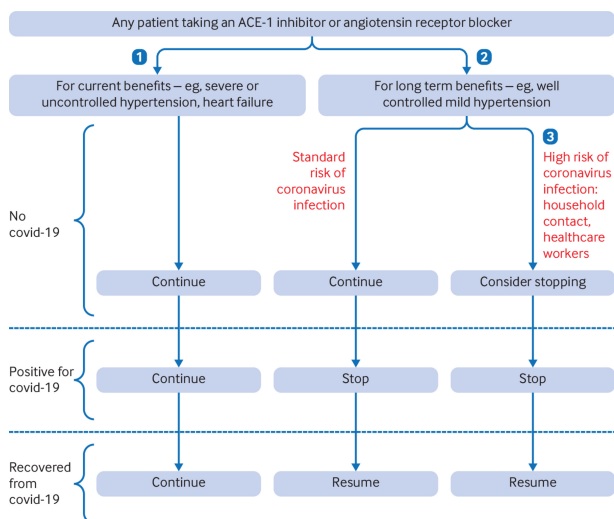 Any patient taking an ACE-1 inhibitor or angiotensin receptor blocker
1
2
For current benefits – eg, severe or
uncontrolled hypertension, heart failure
For long term benefits – eg, well
controlled mild hypertension
3
Standard
risk of
coronavirus
infection
High risk of
coronavirus
infection:
household
contact,
healthcare
workers
No
covid-19
Continue
Continue
Consider stopping
Positive for
covid-19
Continue
Stop
Stop
Recovered
from
covid-19
Continue
Resume
Resume